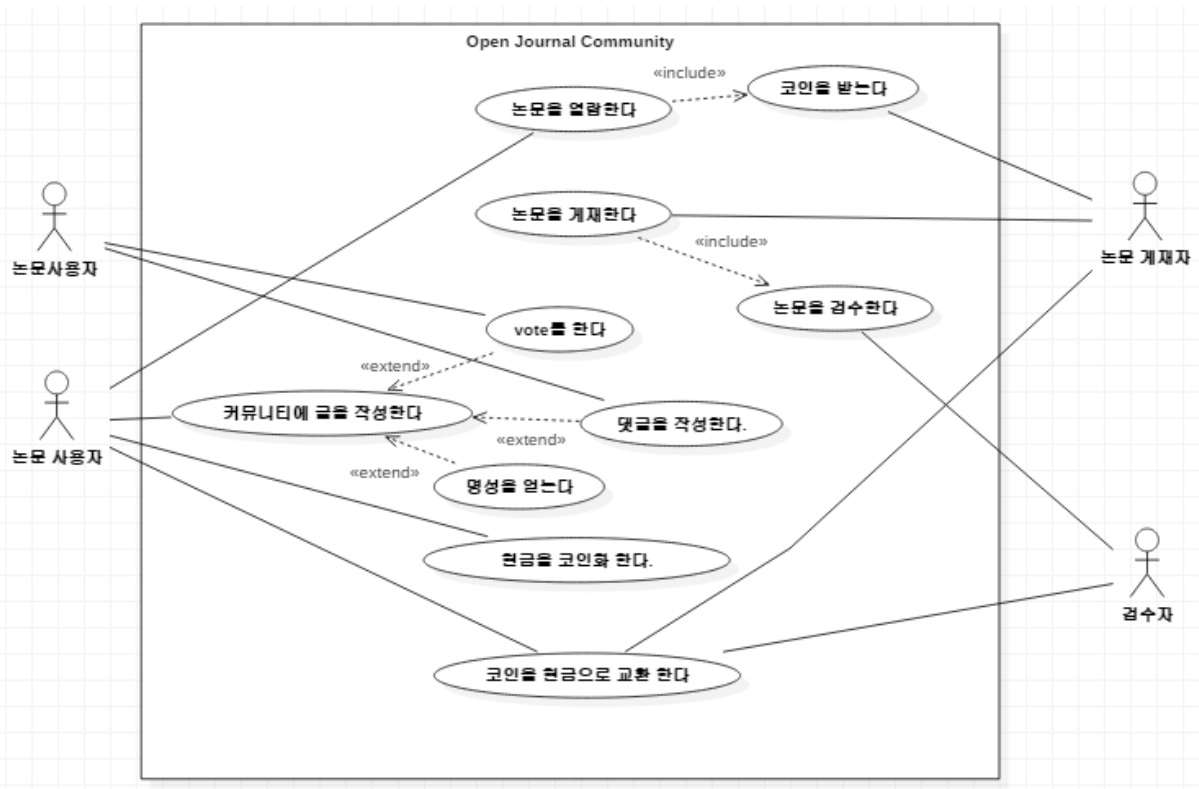 Open Journal Community
«include»
코인을 받는다
논문을 열람한다
논문을 게재한다
«include»
논문 게재자
논문사용자
논문을 검수한다
vote를 한다
«extend»
커뮤니티에 글을 작성한다
댓글을 작성한다.
«extend»
논문 사용자
«extend»
명성을 얻는다
현금을 코인화 한다.
검수자
코인을 현금으로 교환 한다